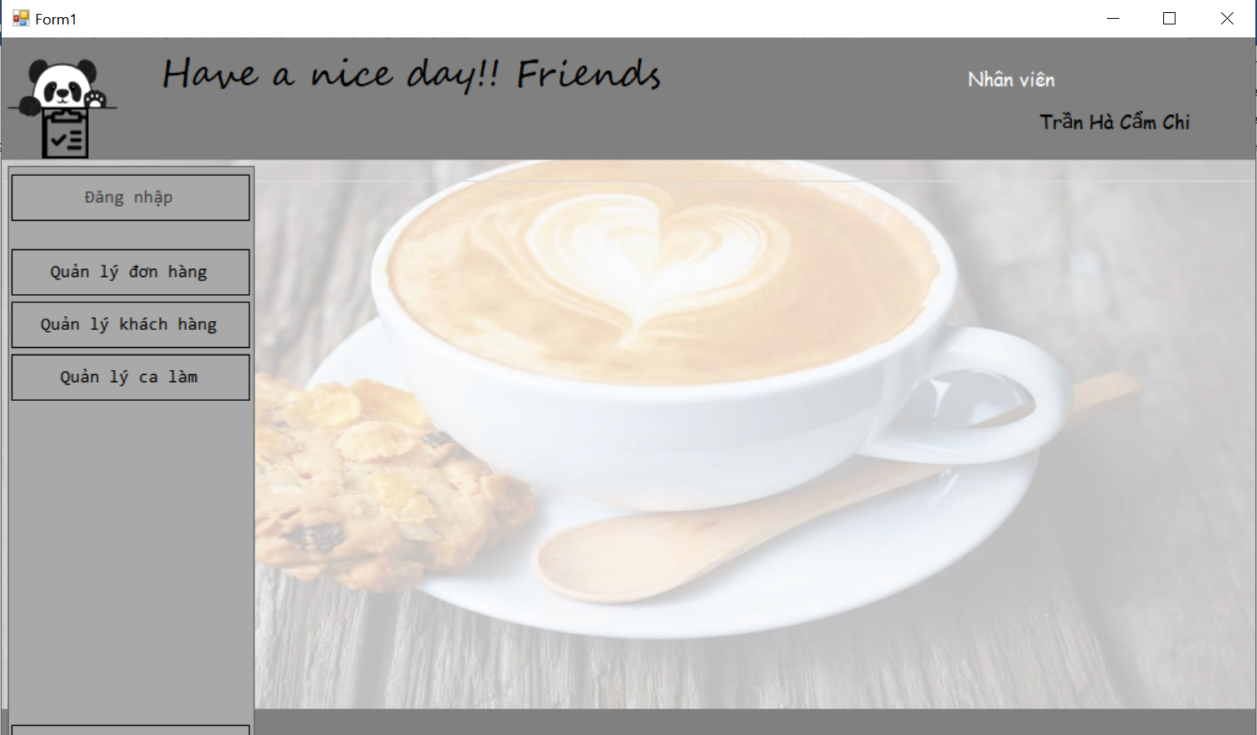 Form1
Have a nice day!! Friends
Nhân viên
Trần Hà Cẩm Chi
Đăng nhập
Quản lý đơn hàng
Quản lý khách hàng
Quản lý ca làm